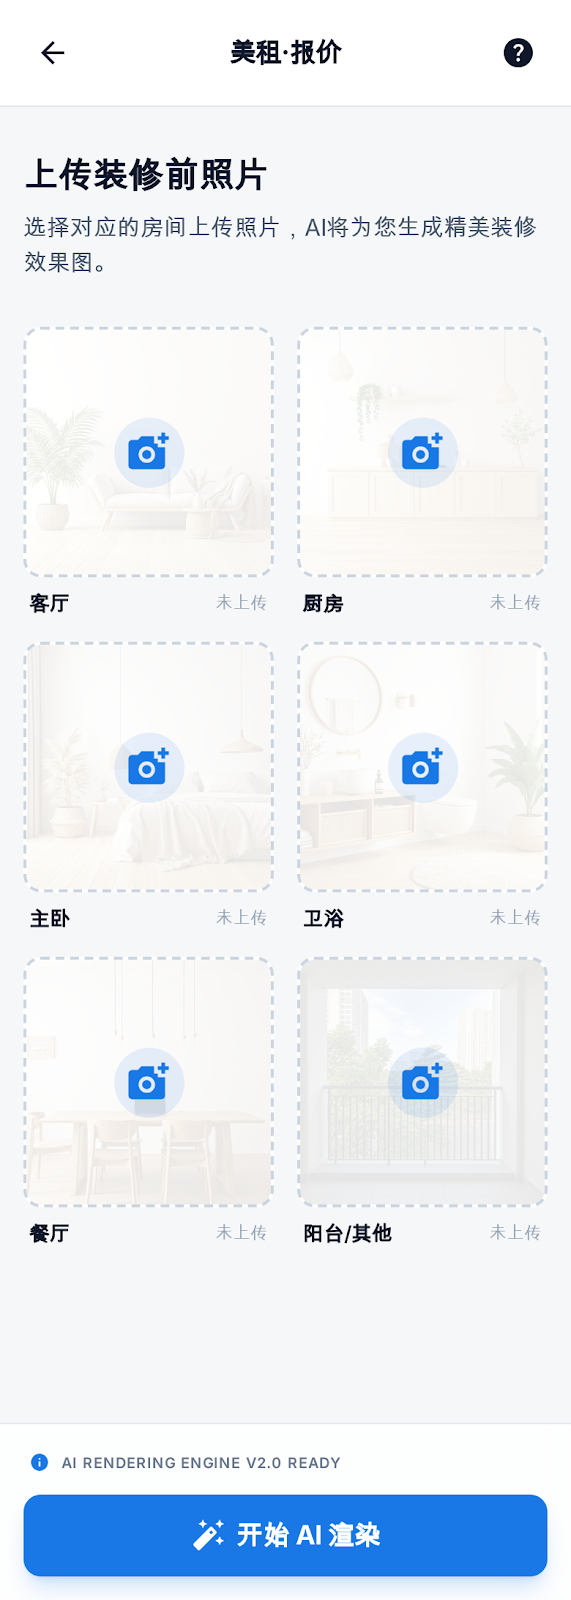 美租·报价
上传装修前照片
选择对应的房间上传照片，AI将为您生成精美装修
效果图。
客厅 未上传
厨房 未上传
主卧 未上传
卫浴 未上传
餐厅 未上传
阳台/其他 未上传
AI RENDERING ENGINE V2.0 READY
开始 AI 渲染